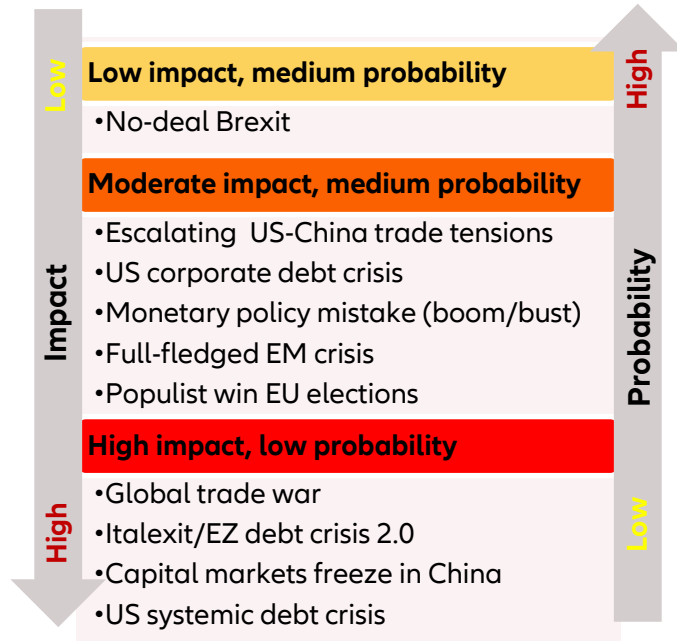 Low
High
Low impact, medium probability
•No-deal Brexit
Moderate impact, medium probability
•Escalating  US-China trade tensions
•US corporate debt crisis
•Monetary policy mistake (boom/bust)
•Full-fledged EM crisis
•Populist win EU elections
Impact
Probability
High impact, low probability
•Global trade war
•Italexit/EZ debt crisis 2.0
•Capital markets freeze in China
•US systemic debt crisis
High
Low